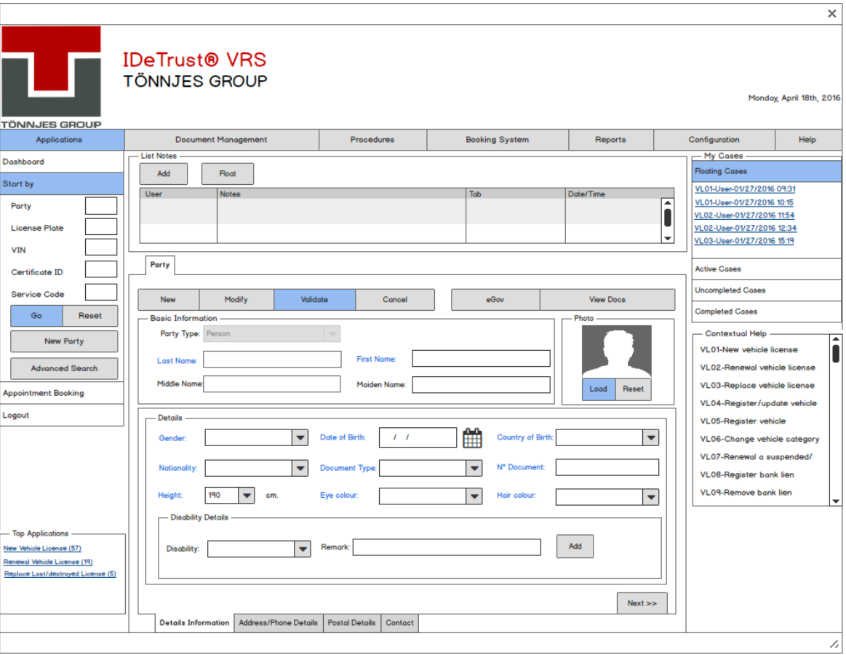 ×
IDeTrust® VRS
TÖNNJES GROUP
Monday, April 18th, 2016
TÖNNJES GROUP
Applications Document Management Procedures Booking System Reports Configuration Help
Dashboard
Start by
Party
License Plate
VIN
Certificate ID
Service Code
Go Reset
New Party
Advanced Search
Appointment Booking
Logout
Top Applications
New Vehicle License (57)
Renewal Vehicle License (19)
Replace Lost/destroyed License (5)
List Notes
Add Float
User Notes Tab Date/Time
Party
New Modify Validate Cancel eGov View Docs
Basic Information
Party Type: Person
Last Name: First Name:
Middle Name: Maiden Name:
Photo
Load Reset
Details
Gender: Date of Birth: / / Country of Birth:
Nationality: Document Type: Nº Document:
Height: 190 cm. Eye colour: Hair colour:
Disability Details
Disability: Remark: Add
Next >>
Details Information Address/Phone Details Postal Details Contact
My Cases
Floating Cases
VL01-User-01/27/2016 09:31
VL01-User-01/27/2016 10:15
VL02-User-01/27/2016 11:54
VL02-User-01/27/2016 12:34
VL03-User-01/27/2016 15:19
Active Cases
Uncompleted Cases
Completed Cases
Contextual Help
VL01-New vehicle license
VL02-Renewal vehicle license
VL03-Replace vehicle license
VL04-Register/update vehicle
VL05-Register vehicle
VL06-Change vehicle category
VL07-Renewal a suspended/
VL08-Register bank lien
VL09-Remove bank lien